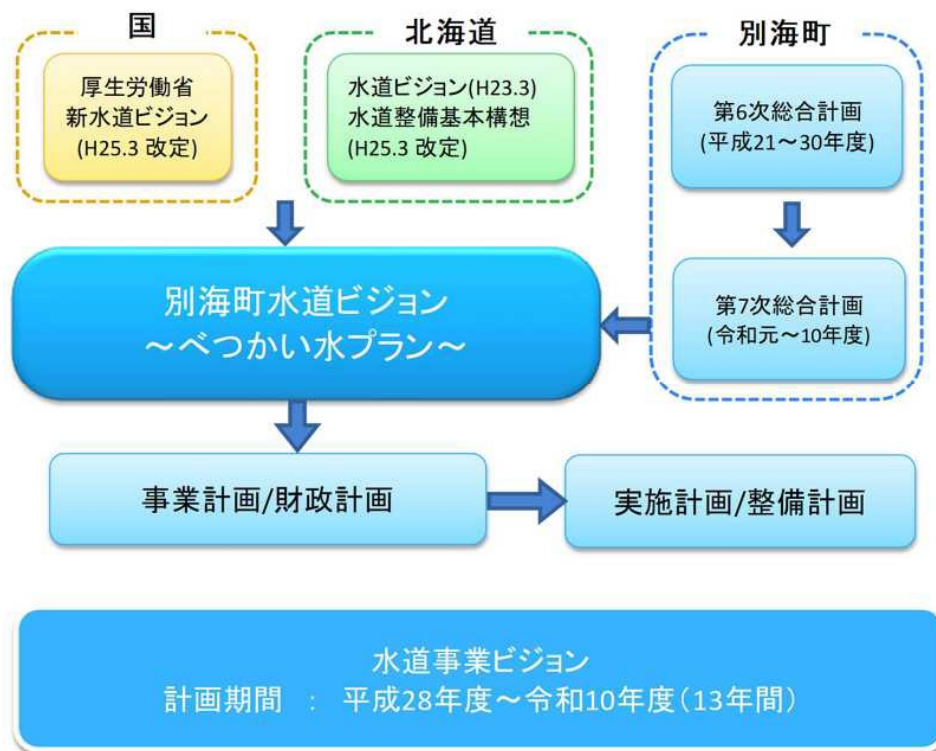 国
厚生労働省
新水道ビジョン
(H25.3 改定)
北海道
水道ビジョン(H23.3)
水道整備基本構想
(H25.3 改定)
別海町
第6次総合計画
(平成21～30年度)
第7次総合計画
(令和元～10年度)
別海町水道ビジョン
～べつかい水プラン～
事業計画/財政計画
実施計画/整備計画
水道事業ビジョン
計画期間 ： 平成28年度～令和10年度（13年間）